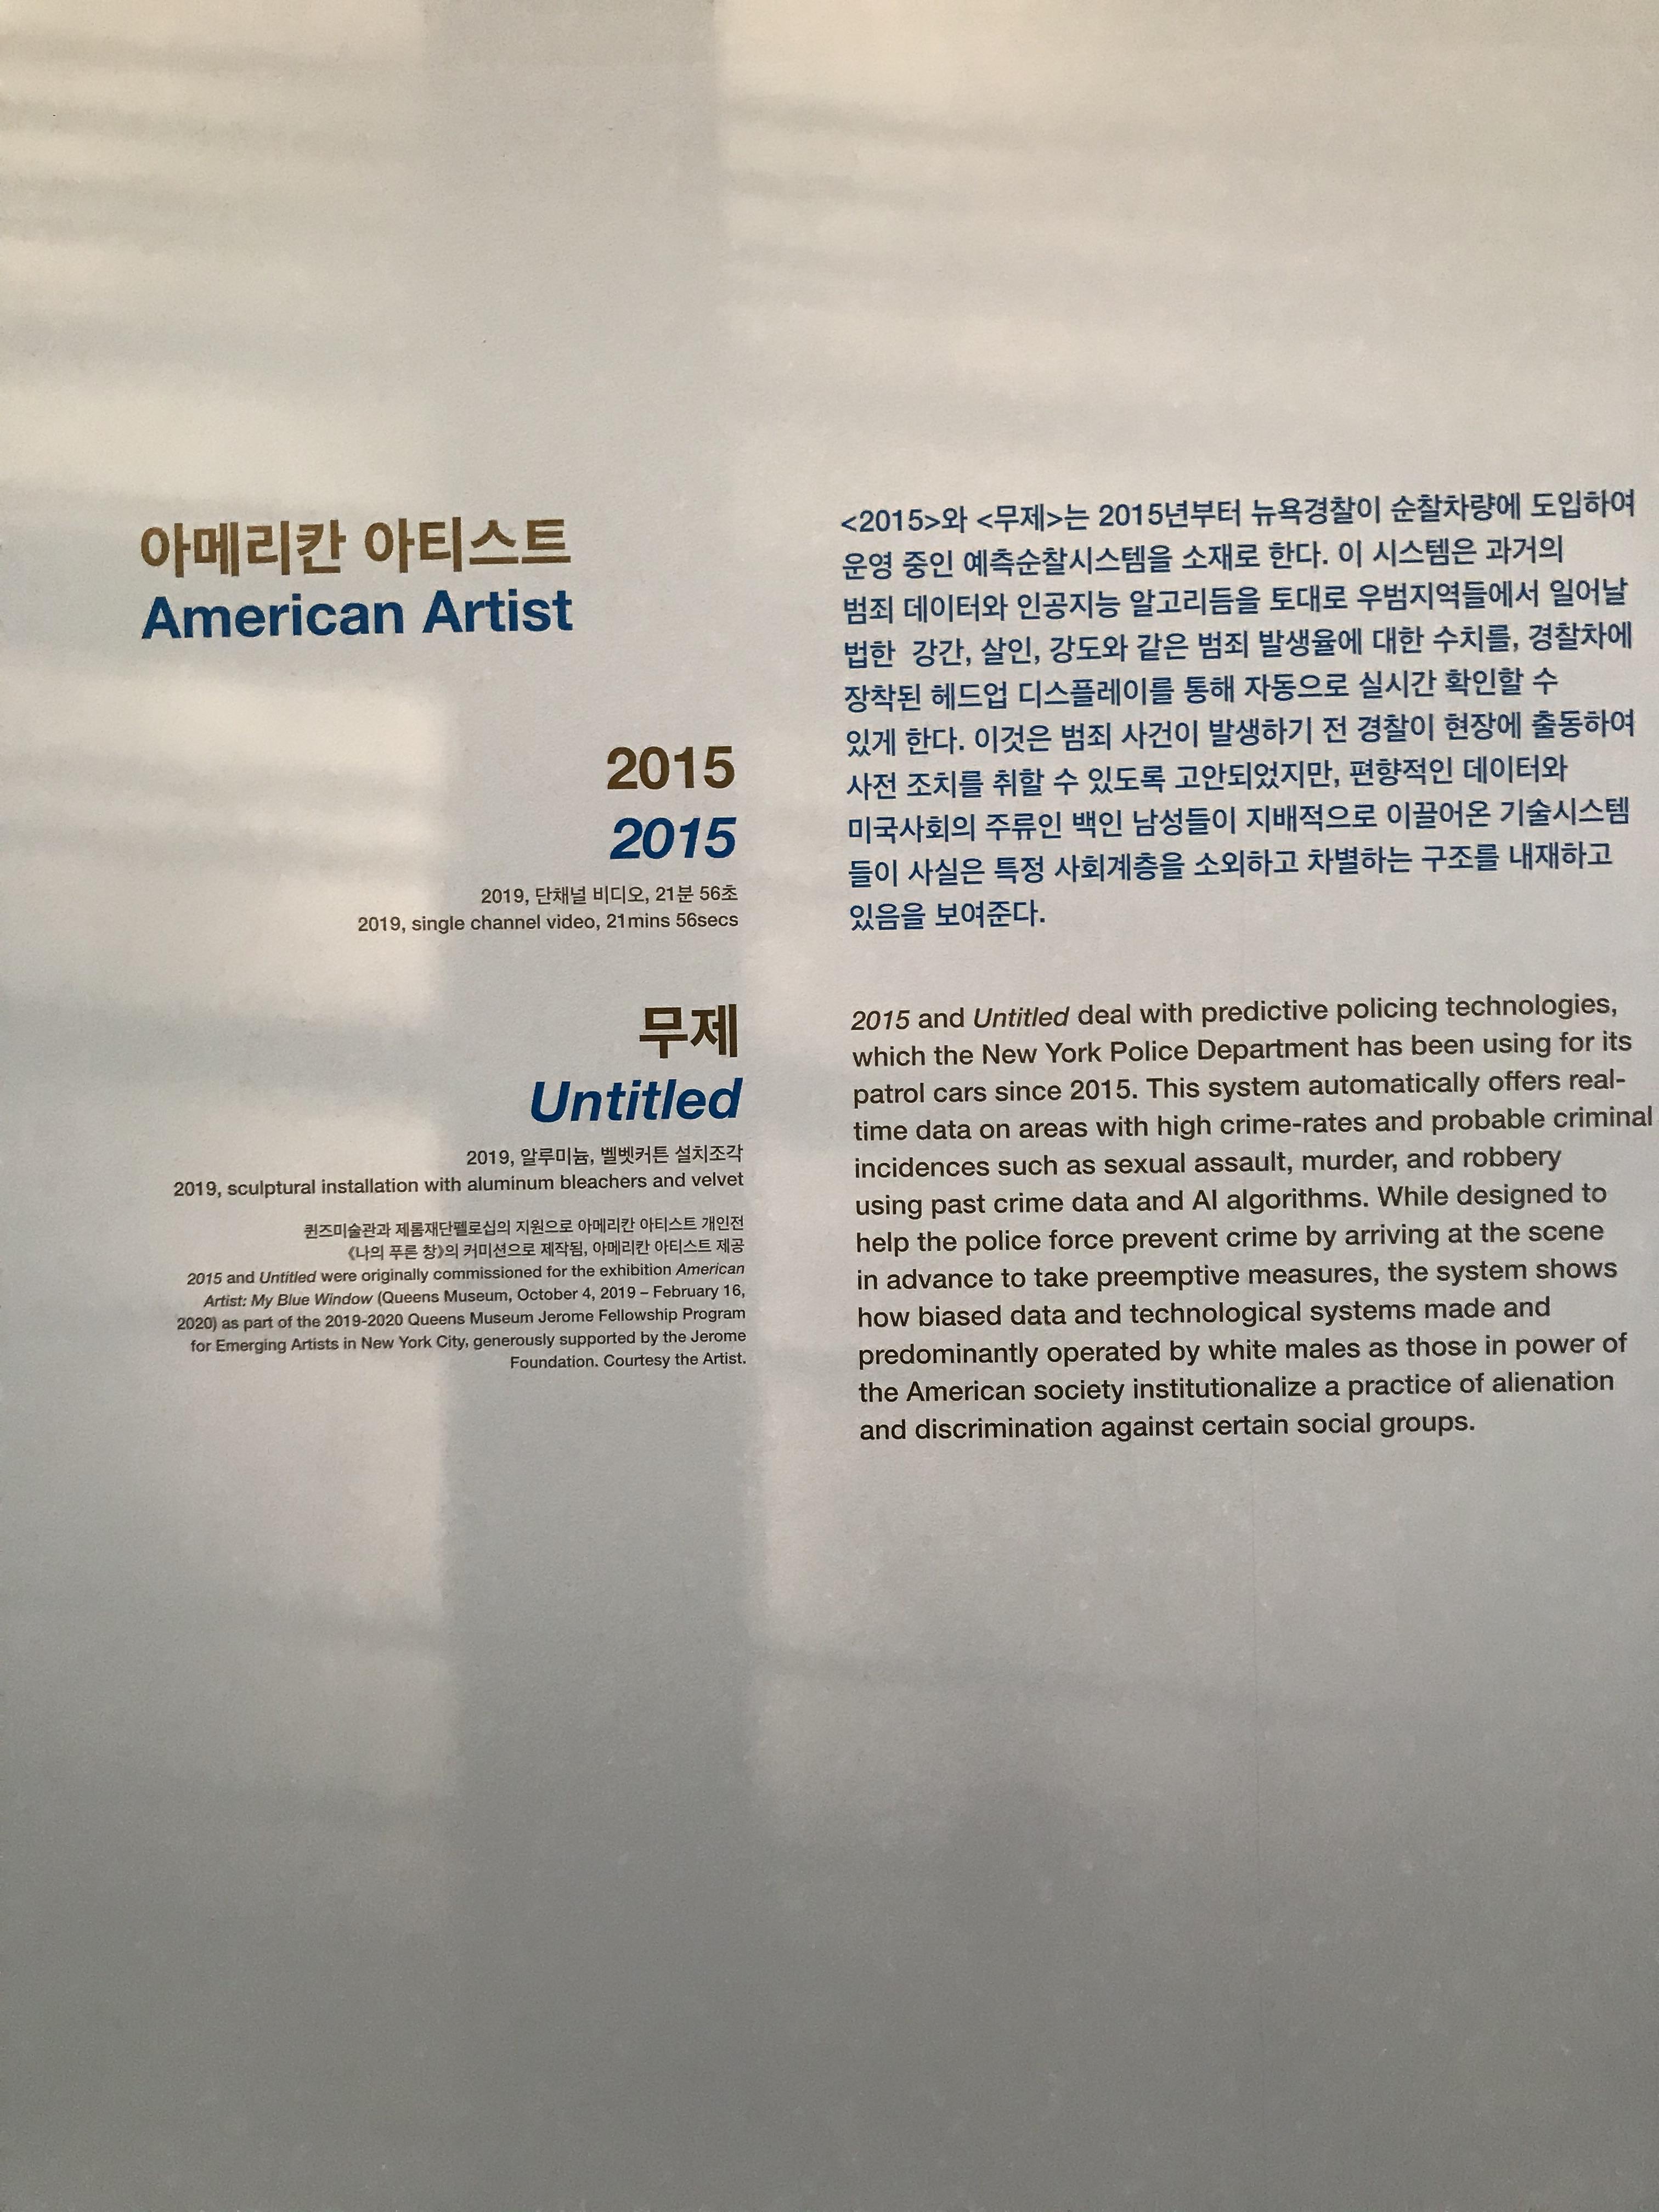 아메리칸 아티스트
American Artist
2015
2015
2019, 단채널 비디오, 21분 56초
2019, single channel video, 21mins 56secs
무제
Untitled
2019, 알루미늄, 벨벳커튼 설치조각
2019, sculptural installation with aluminum bleachers and velvet
퀸즈미술관과 제롬재단펠로십의 지원으로 아메리칸 아티스트 개인전
《나의 푸른 창》의 커미션으로 제작됨, 아메리칸 아티스트 제공
2015 and Untitled were originally commissioned for the exhibition American
Artist: My Blue Window (Queens Museum, October 4, 2019 – February 16,
2020) as part of the 2019-2020 Queens Museum Jerome Fellowship Program
for Emerging Artists in New York City, generously supported by the Jerome
Foundation. Courtesy the Artist.
<2015>와 <무제>는 2015년부터 뉴욕경찰이 순찰차량에 도입하여
운영 중인 예측순찰시스템을 소재로 한다. 이 시스템은 과거의
범죄 데이터와 인공지능 알고리듬을 토대로 우범지역들에서 일어날
법한 강간, 살인, 강도와 같은 범죄 발생율에 대한 수치를, 경찰차에
장착된 헤드업 디스플레이를 통해 자동으로 실시간 확인할 수
있게 한다. 이것은 범죄 사건이 발생하기 전 경찰이 현장에 출동하여
사전 조치를 취할 수 있도록 고안되었지만, 편향적인 데이터와
미국사회의 주류인 백인 남성들이 지배적으로 이끌어온 기술시스템
들이 사실은 특정 사회계층을 소외하고 차별하는 구조를 내재하고
있음을 보여준다.
2015 and Untitled deal with predictive policing technologies,
which the New York Police Department has been using for its
patrol cars since 2015. This system automatically offers real-
time data on areas with high crime-rates and probable criminal
incidences such as sexual assault, murder, and robbery
using past crime data and AI algorithms. While designed to
help the police force prevent crime by arriving at the scene
in advance to take preemptive measures, the system shows
how biased data and technological systems made and
predominantly operated by white males as those in power of
the American society institutionalize a practice of alienation
and discrimination against certain social groups.